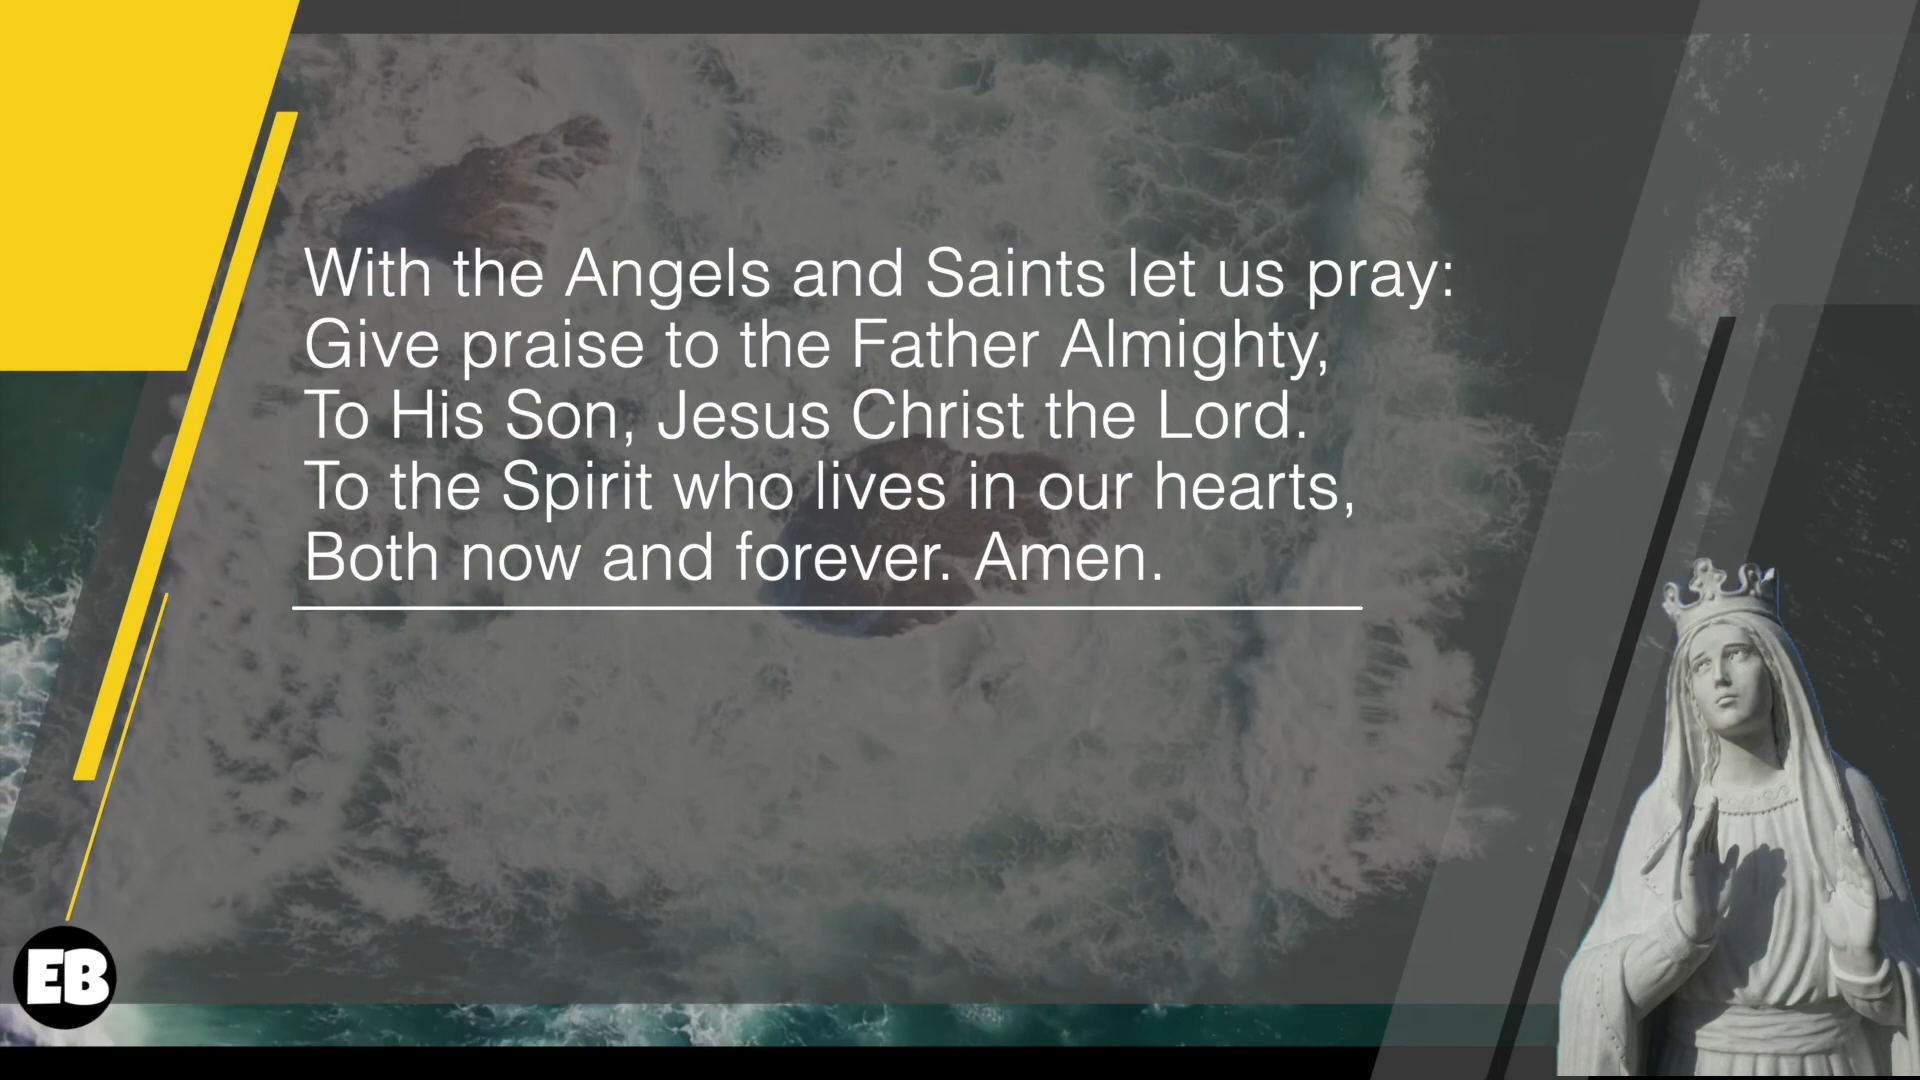 With the Angels and Saints let us pray:
Give praise to the Father Almighty,
To His Son, Jesus Christ the Lord.
To the Spirit who lives in our hearts,
Both now and forever. Amen.
EB